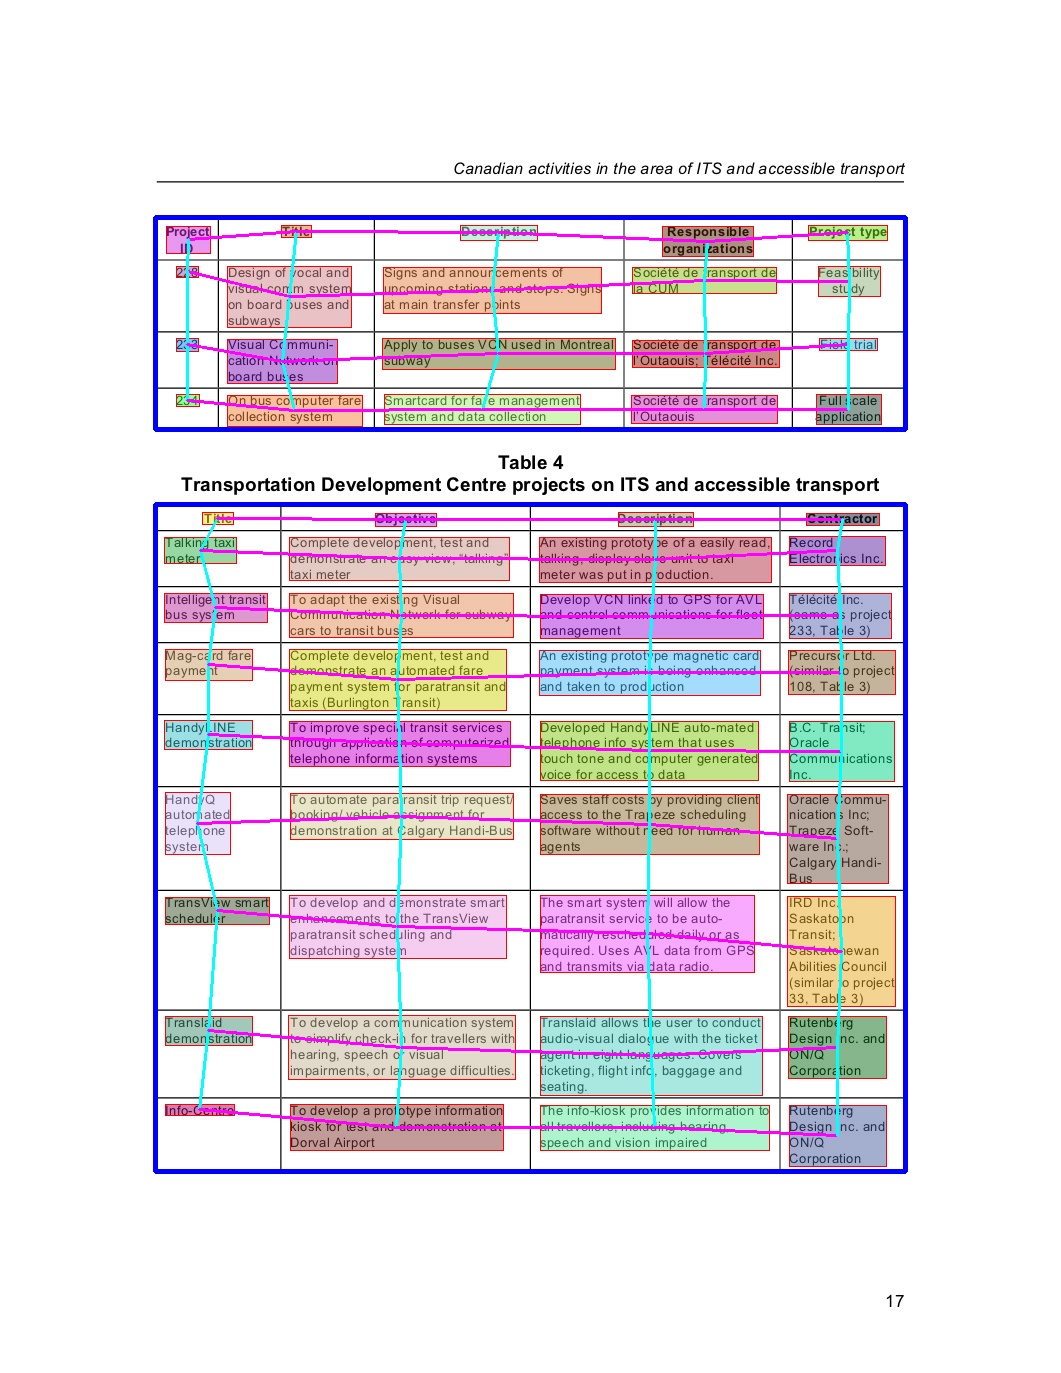 Canadian activities in the area of ITS and accessible transport
Project ID Title Description Responsible organizations Project type
Design of vocal and visual comm system on board buses and subways Signs and announcements of upcoming stations and stops. Signs at main transfer points Société de transport de la CUM Feasibility study
233 Visual Communi-cation Network on board buses Apply to buses VCN used in Montreal subway Société de transport de l'Outaouis; Télécité Inc. Field trial
234 On bus computer fare collection system Smartcard for fare management system and data collection Société de transport de l'Outaouis Full scale application
Table 4
Transportation Development Centre projects on ITS and accessible transport
Title Objective Description Contractor
Talking taxi meter Complete development, test and demonstrate an easy view, "talking" taxi meter An existing prototype of a easily read, talking, display slave unit to taxi meter was put in production. Record Electronics Inc.
Intelligent transit bus system To adapt the existing Visual Communication Network for subway cars to transit buses Develop VCN linked to GPS for AVL and control communications for fleet management Télécité Inc. (same as project 233, Table 3)
Mag-card fare payment Complete development, test and demonstrate an automated fare payment system for paratransit and taxis (Burlington Transit) An existing prototype magnetic card payment system is being enhanced and taken to production Precursor Ltd. (similar to project 108, Table 3)
HandyLINE demonstration To improve special transit services through application of computerized telephone information systems Developed HandyLINE auto-mated telephone info system that uses touch tone and computer generated voice for access to data B.C. Transit; Oracle Communications Inc.
HandyQ automated telephone system To automate paratransit trip request/ booking/ vehicle assignment for demonstration at Calgary Handi-Bus Saves staff costs by providing client access to the Trapeze scheduling software without need for human agents Oracle Commu-nications Inc; Trapeze Soft-ware Inc.; Calgary Handi-Bus
TransView smart scheduler To develop and demonstrate smart enhancements to the TransView paratransit scheduling and dispatching system The smart system will allow the paratransit service to be auto-matically rescheduled daily or as required. Uses AVL data from GPS and transmits via data radio. IRD Inc. Saskatoon Transit; Saskatchewan Abilities Council (similar to project 33, Table 3)
Translaid demonstration To develop a communication system to simplify check-in for travellers with hearing, speech or visual impairments, or language difficulties. Translaid allows the user to conduct audio-visual dialogue with the ticket agent in eight languages. Covers ticketing, flight info, baggage and seating. Rutenberg Design Inc. and ON/Q Corporation
Info-Centre To develop a prototype information kiosk for test and demonstration at Dorval Airport The info-kiosk provides information to all travellers, including hearing, speech and vision impaired Rutenberg Design Inc. and ON/Q Corporation
17